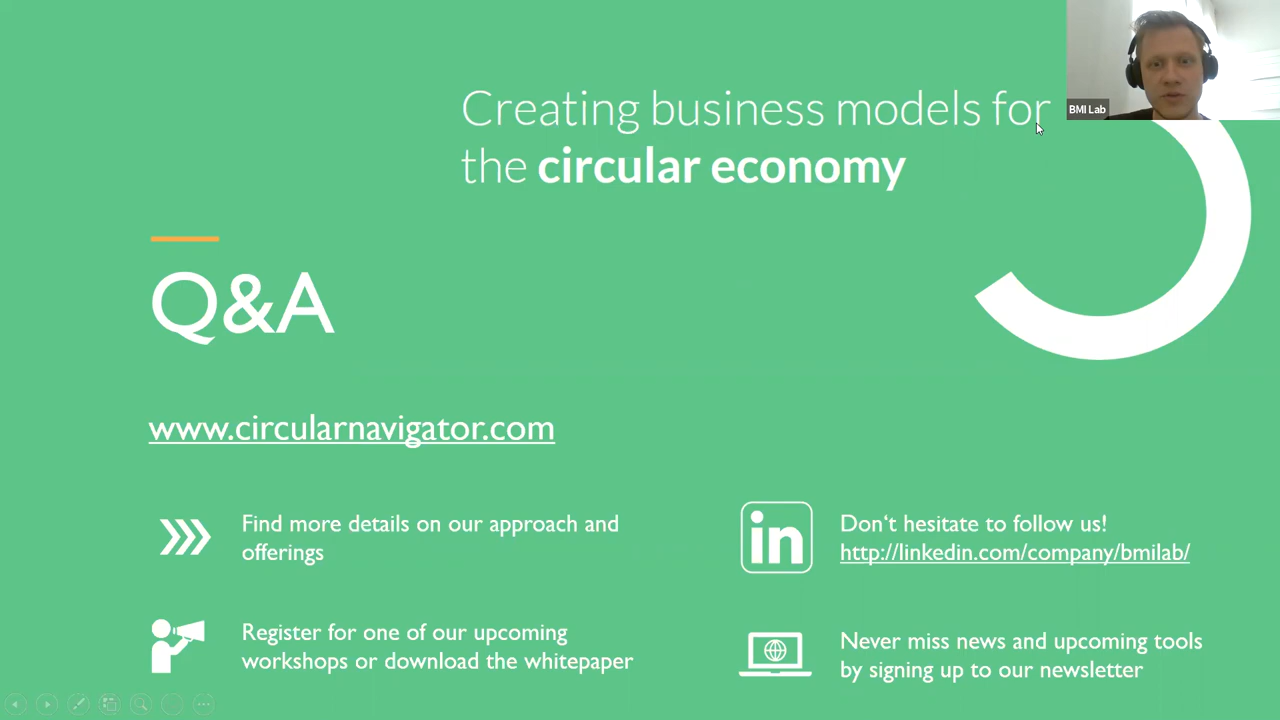 Creating business models for
the circular economy
BMI Lab
Q&A
www.circularnavigator.com
Find more details on our approach and
offerings
Register for one of our upcoming
workshops or download the whitepaper
in
Don‘t hesitate to follow us!
http://linkedin.com/company/bmilab/
Never miss news and upcoming tools
by signing up to our newsletter